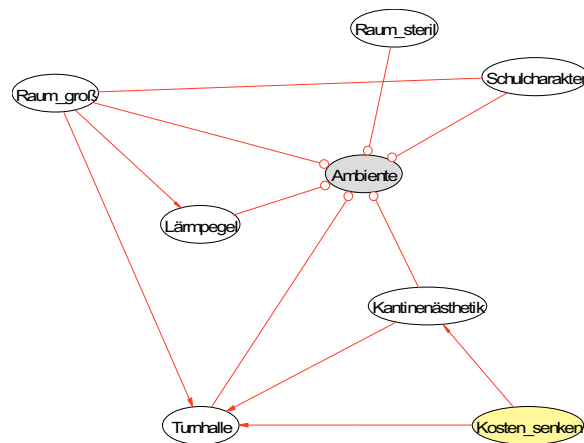 Raum_steril
Schulcharakter
Raum_groß
Ambiente
Lärmpegel
Kantinenästhetik
Turnhalle
Kosten_senken